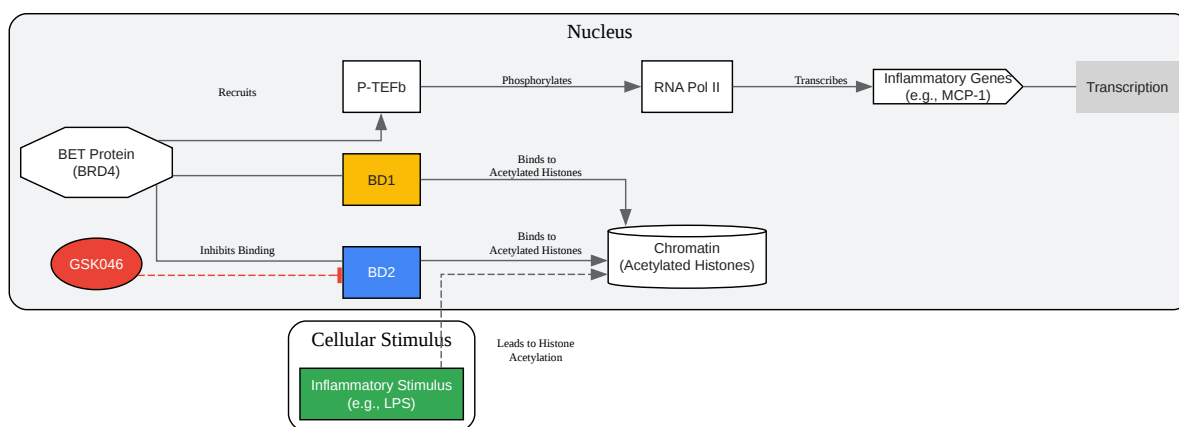 Nucleus
P-TEFb
Phosphorylates
RNA Pol II
Transcribes
Inflammatory Genes
(e.g., MCP-1)
Transcription
Recruits
BET Protein
(BRD4)
BD1
Binds to
Acetylated Histones
GSK046
Inhibits Binding
BD2
Binds to
Acetylated Histones
Chromatin
(Acetylated Histones)
Cellular Stimulus
Leads to Histone
Acetylation
Inflammatory Stimulus
(e.g., LPS)